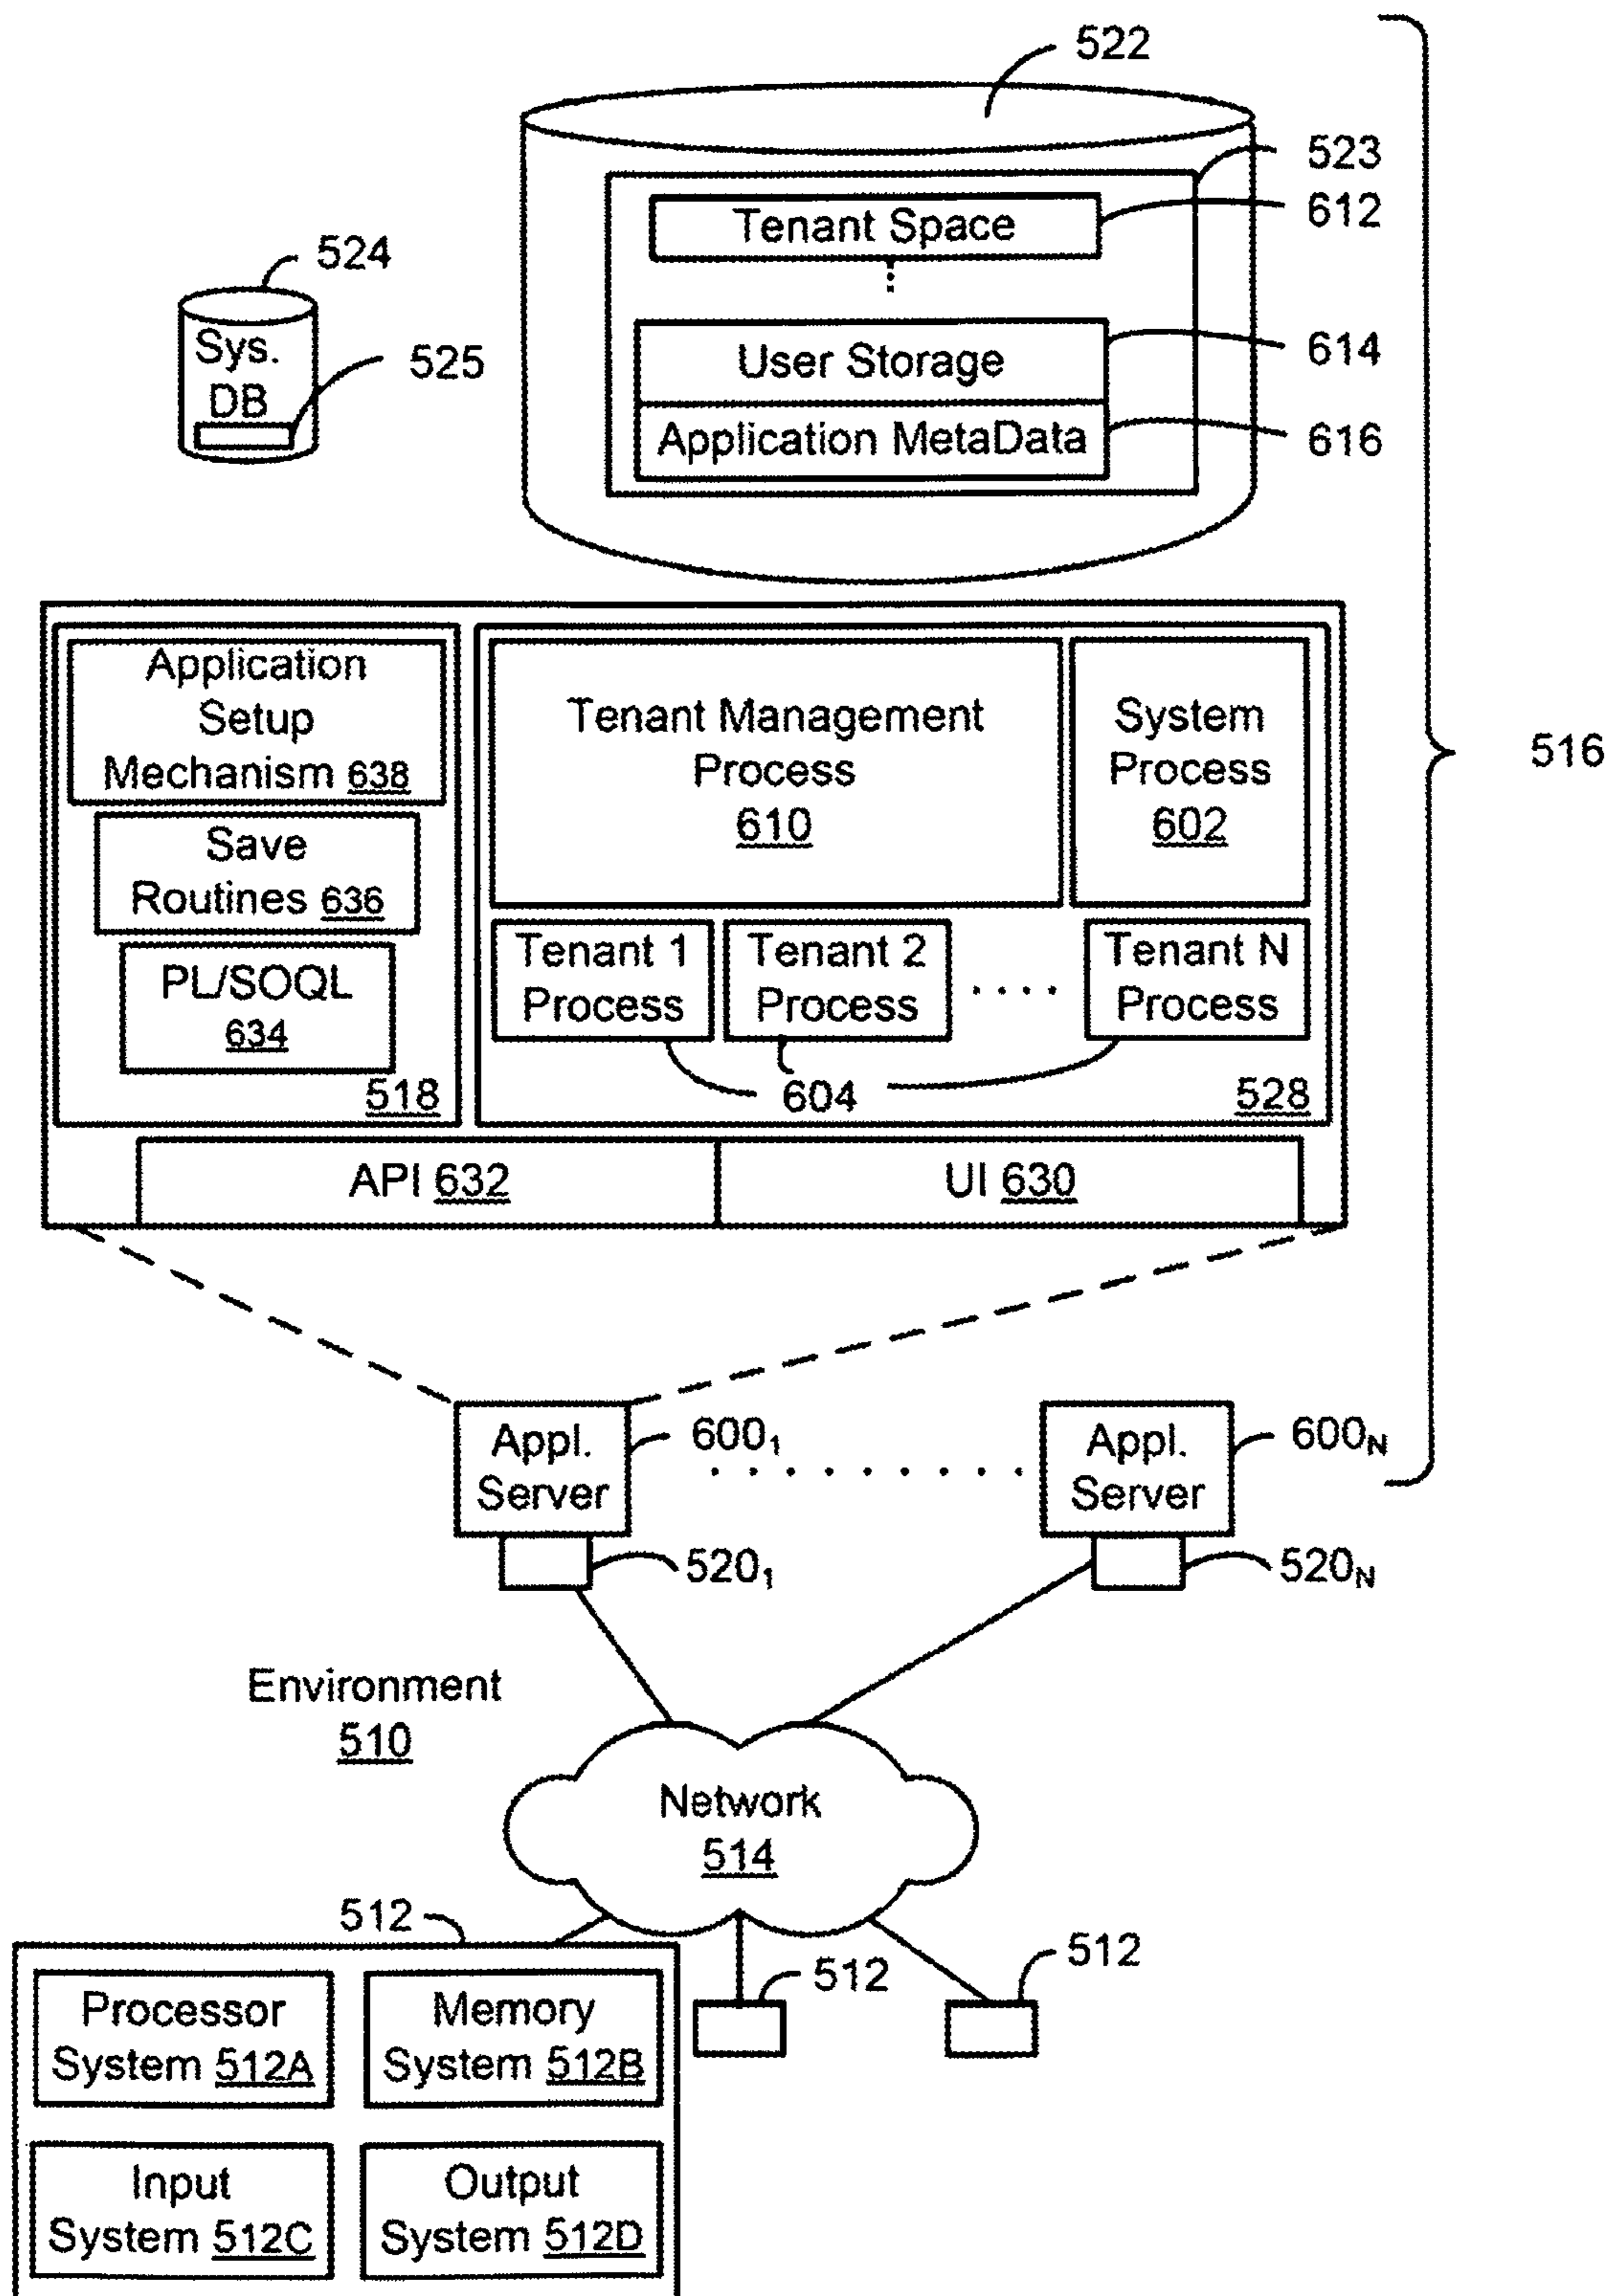 522
523
Tenant Space
612
524
Sys.
DB
525
User Storage
614
Application MetaData
616
516
Application
Setup
Mechanism 638
Save
Routines 636
PL/SOQL
634
518
Tenant Management
Process
610
System
Process
602
Tenant 1
Process
Tenant 2
Process
Tenant N
Process
604
528
API 632
UI 630
Appl.
Server
600₁
Appl.
Server
600N
520₁
520N
Environment
510
Network
514
512
512
512
Processor
System 512A
Memory
System 512B
Input
System 512C
Output
System 512D